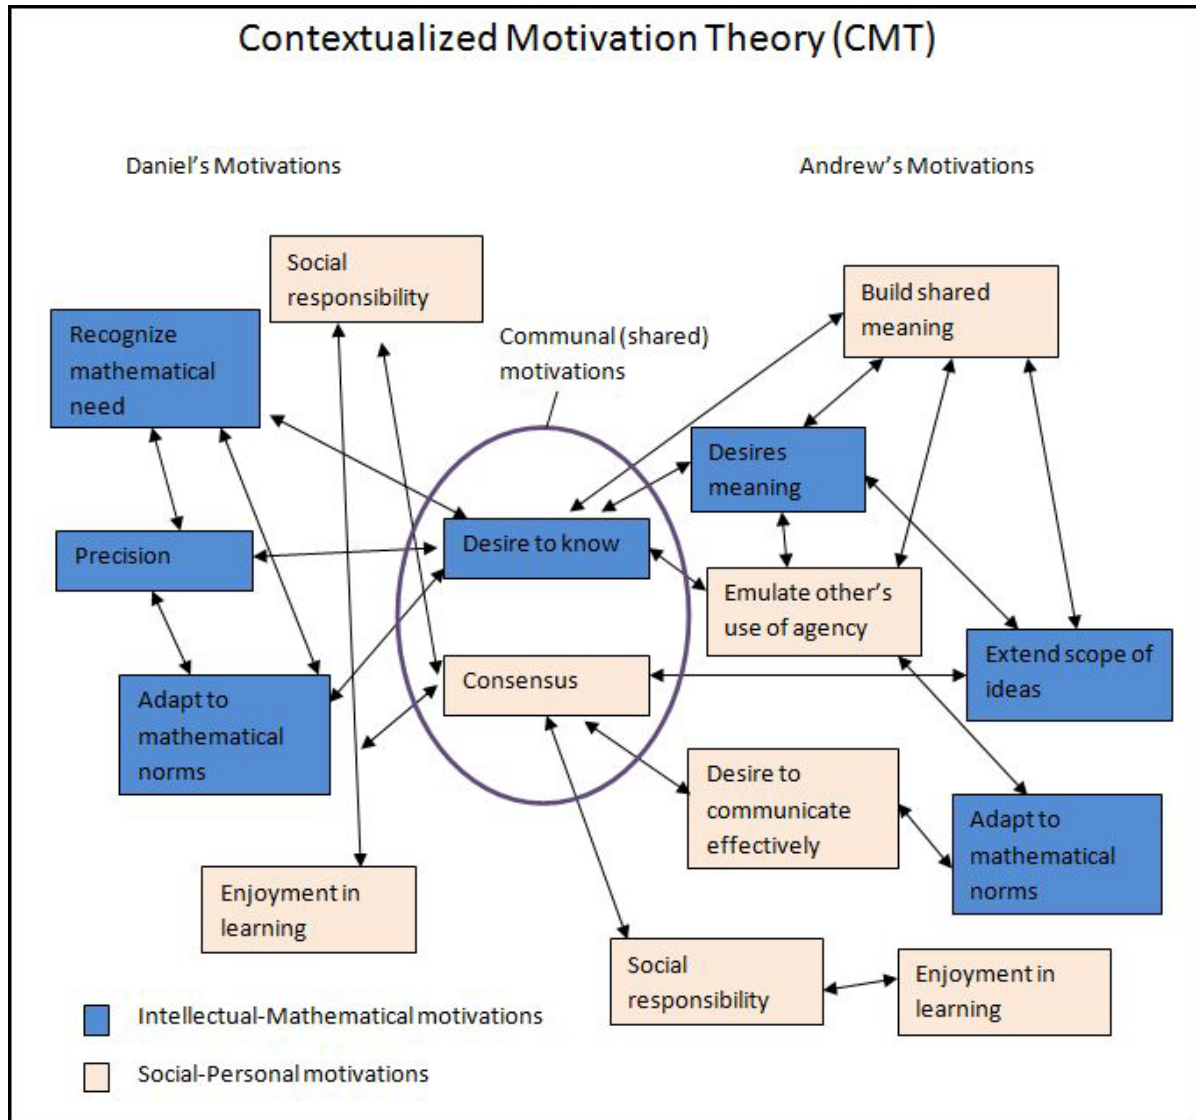 Contextualized Motivation Theory (CMT)
Daniel's Motivations
Andrew's Motivations
Social
responsibility
Build shared
meaning
Recognize
mathematical
need
Communal (shared)
motivations
Desires
meaning
Precision
Desire to know
Emulate other's
use of agency
Extend scope of
ideas
Consensus
Adapt to
mathematical
norms
Desire to
communicate
effectively
Adapt to
mathematical
norms
Enjoyment in
learning
Social
responsibility
Enjoyment in
learning
Intellectual-Mathematical motivations
Social-Personal motivations